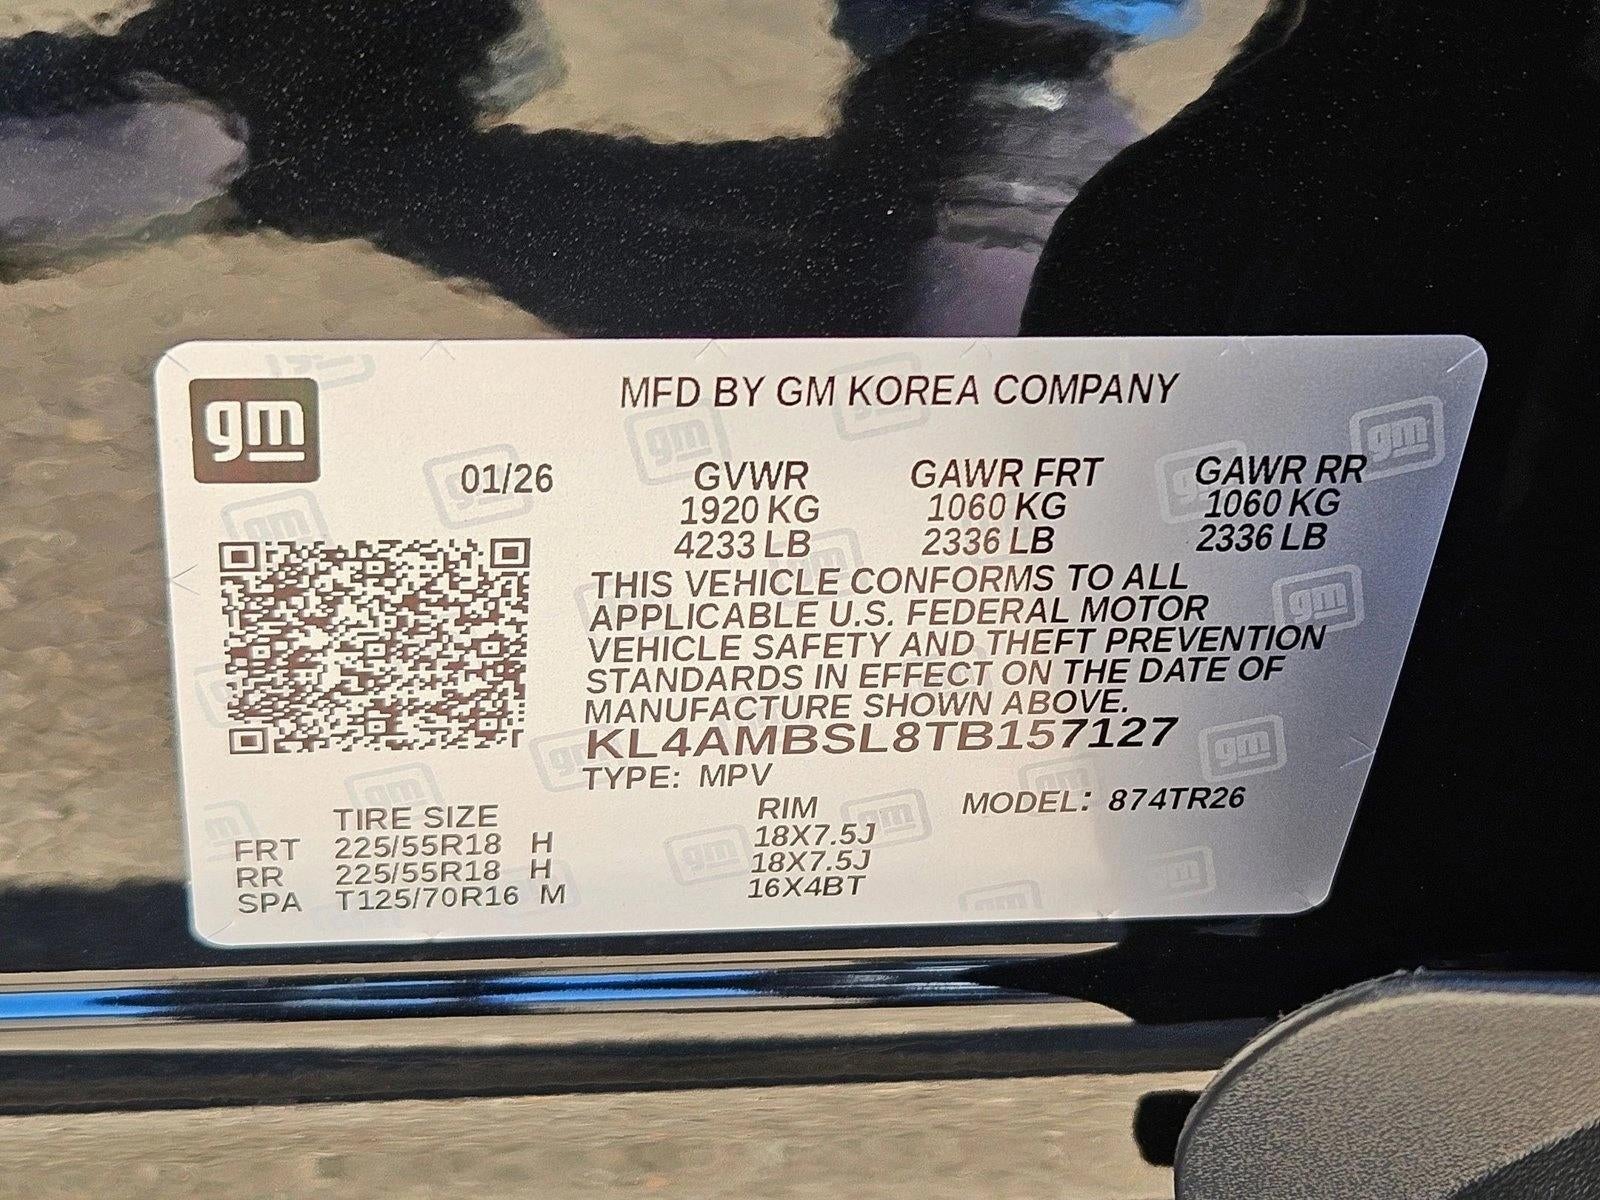 gm
MFD BY GM KOREA COMPANY
01/26 GVWR GAWR FRT GAWR RR
1920 KG 1060 KG 1060 KG
4233 LB 2336 LB 2336 LB
THIS VEHICLE CONFORMS TO ALL
APPLICABLE U.S. FEDERAL MOTOR
VEHICLE SAFETY AND THEFT PREVENTION
STANDARDS IN EFFECT ON THE DATE OF
MANUFACTURE SHOWN ABOVE.
KL4AMBSL8TB157127
TYPE: MPV
TIRE SIZE RIM MODEL: 874TR26
FRT 225/55R18 H 18X7.5J
RR 225/55R18 H 18X7.5J
SPA T125/70R16 M 16X4BT